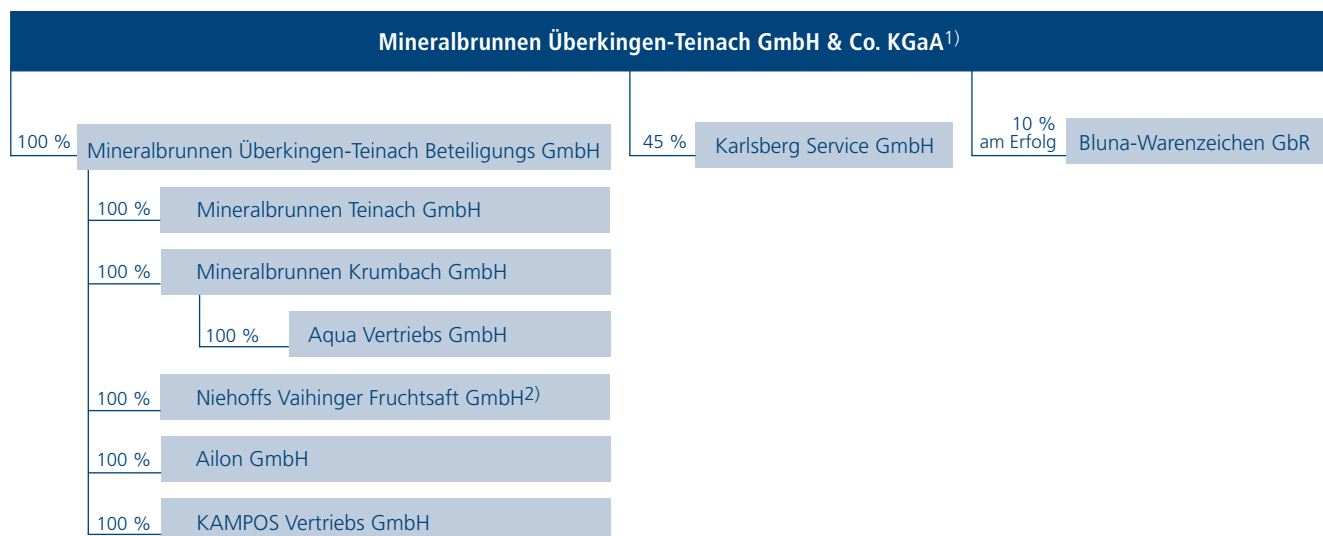 Mineralbrunnen Überkingen-Teinach GmbH & Co. KGaA1)
100 %
Mineralbrunnen Überkingen-Teinach Beteiligungs GmbH
45 %
Karlsberg Service GmbH
10 %
am Erfolg
Bluna-Warenzeichen GbR
100 %
Mineralbrunnen Teinach GmbH
100 %
Mineralbrunnen Krumbach GmbH
100 %
Aqua Vertriebs GmbH
100 %
Niehoffs Vaihinger Fruchtsaft GmbH2)
100 %
Ailon GmbH
100 %
KAMPOS Vertriebs GmbH